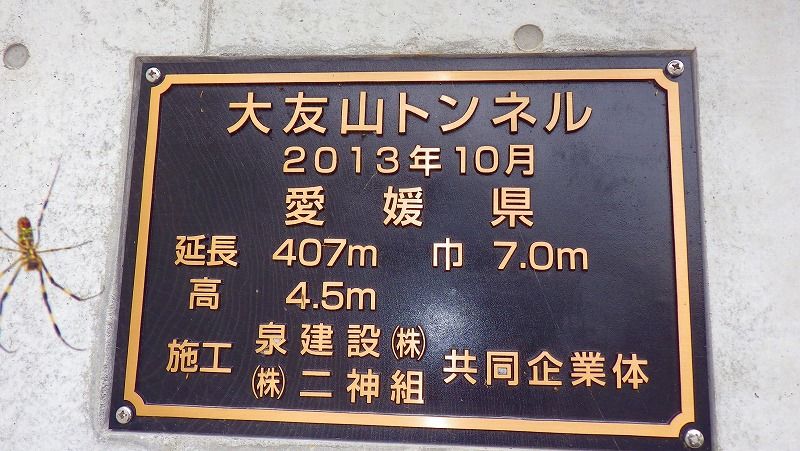 大友山トンネル
2013年10月
愛媛県
延長 407m 巾 7.0m
高 4.5m
施工 泉建設㈱ 共同企業体
㈱二神組